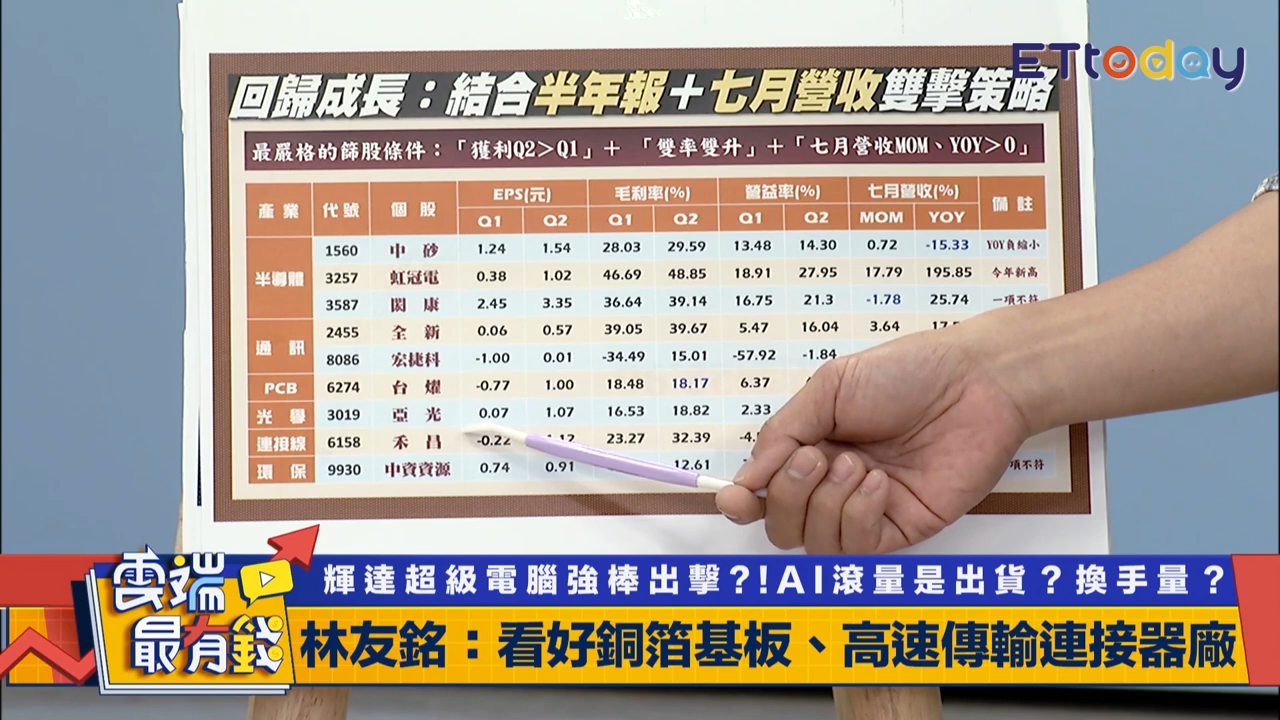 ETtoday
回歸成長：結合半年報＋七月營收雙擊策略
最嚴格的篩股條件：「獲利Q2＞Q1」＋「雙率雙升」＋「七月營收MOM、YOY＞0」
產業 代號 個股 EPS(元) 毛利率(%) 營益率(%) 七月營收(%) 備註
Q1 Q2 Q1 Q2 Q1 Q2 MOM YOY
半導體 1560 中砂 1.24 1.54 28.03 29.59 13.48 14.30 0.72 -15.33 YOY負縮小
3257 虹冠電 0.38 1.02 46.69 48.85 18.91 27.95 17.79 195.85 今年新高
3587 閎康 2.45 3.35 36.64 39.14 16.75 21.3 -1.78 25.74 一項不符
通訊 2455 全新 0.06 0.57 39.05 39.67 5.47 16.04 3.64
8086 宏捷科 -1.00 0.01 -34.49 15.01 -57.92 -1.84
PCB 6274 台燿 -0.77 1.00 18.48 18.17 6.37
光學 3019 亞光 0.07 1.07 16.53 18.82 2.33
連接線 6158 禾昌 -0.22 23.27 32.39
環保 9930 中資資源 0.74 0.91 12.61 項不符
雲端最有錢
輝達超級電腦強棒出擊?!AI滾量是出貨？換手量？
林友銘：看好銅箔基板、高速傳輸連接器廠